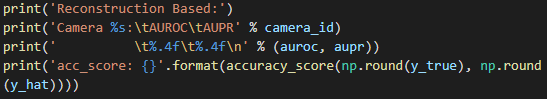 print('Reconstruction Based:')
print('Camera %s:\tAUROC\tAUPR' % camera_id)
print('          \t%.4f\t%.4f\n' % (auroc, aupr))
print('acc_score: {}'.format(accuracy_score(np.round(y_true), np.round
(y_hat))))